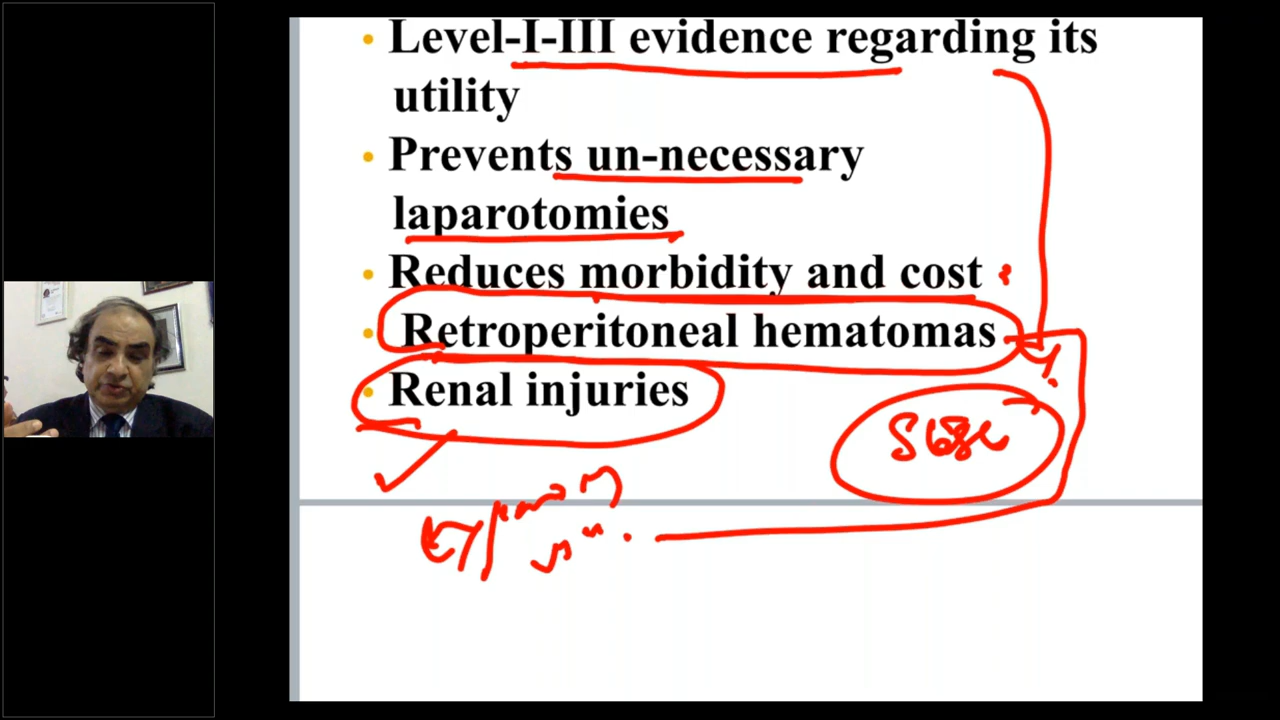 • Level-I-III evidence regarding its
utility
• Prevents un-necessary
laparotomies
• Reduces morbidity and cost
• Retroperitoneal hematomas
• Renal injuries